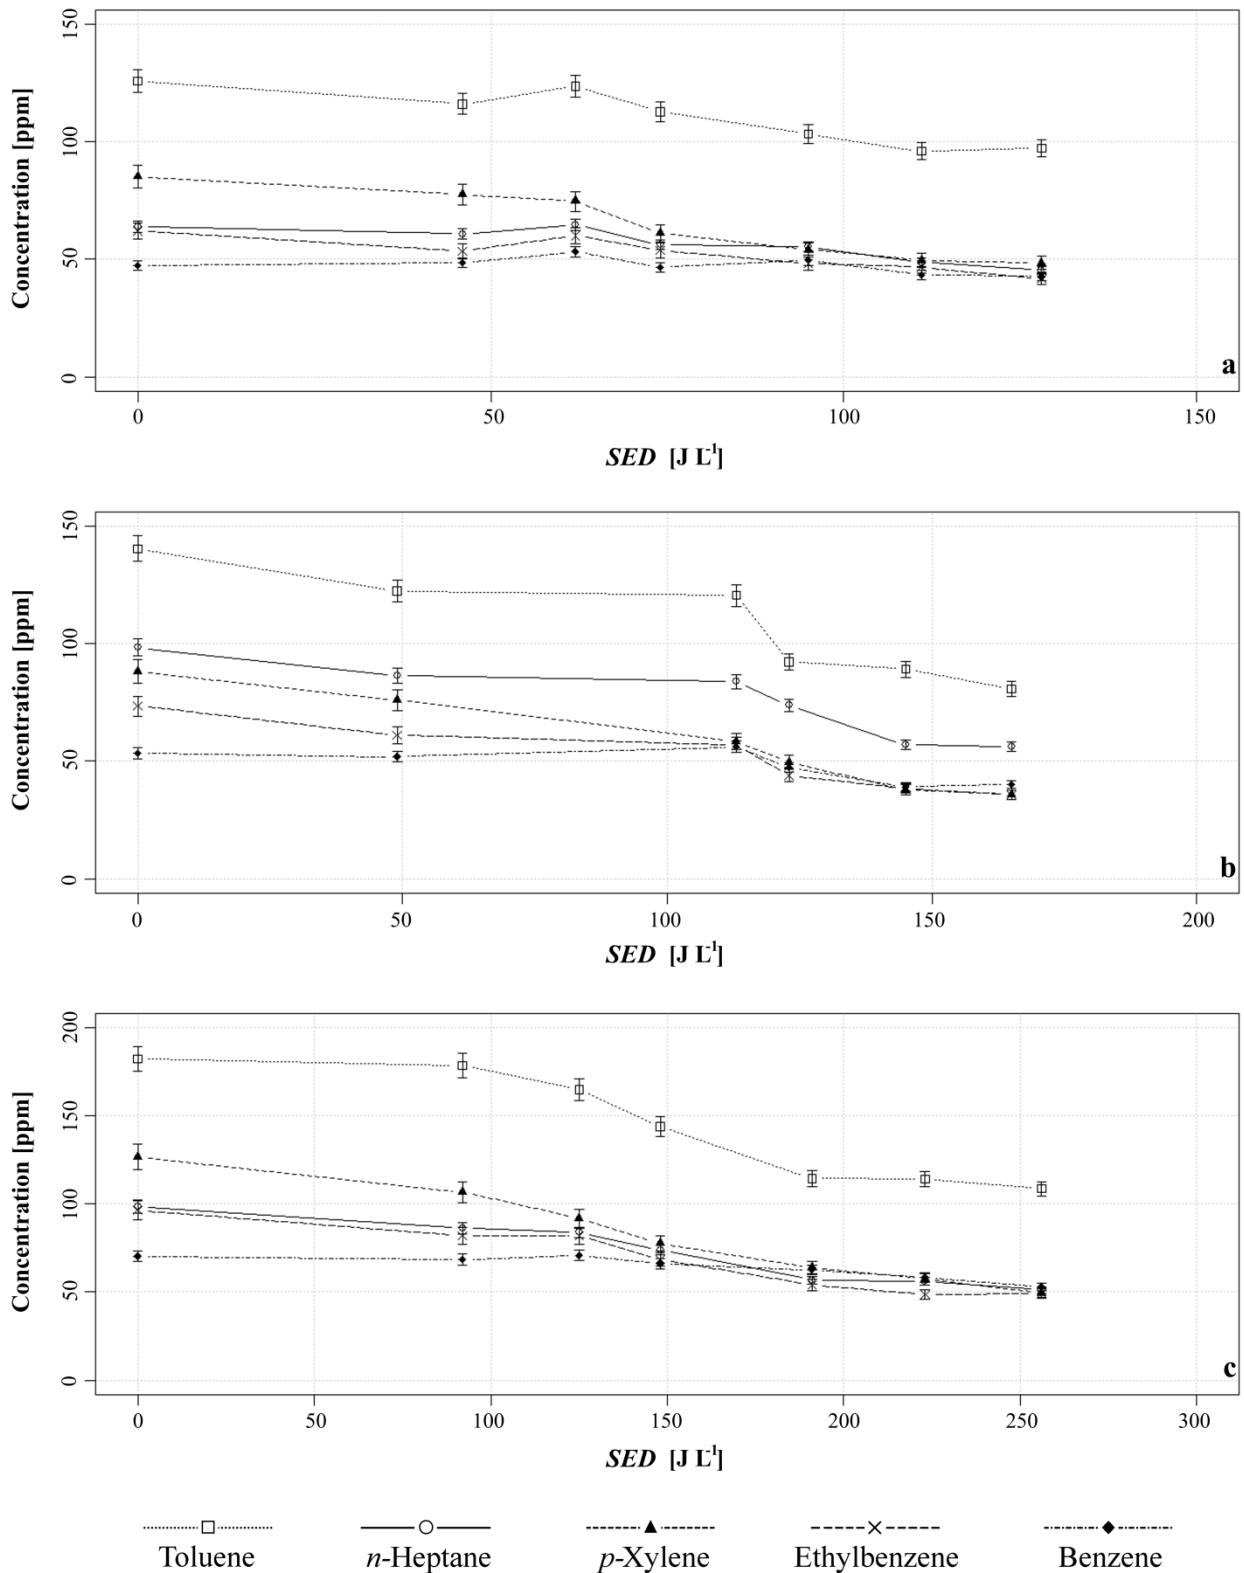 150
100
50
0
Concentration [ppm]
a
0 50 100 150
SED [J L-1]
150
100
50
0
Concentration [ppm]
b
0 50 100 150 200
SED [J L-1]
200
150
100
50
0
Concentration [ppm]
c
0 50 100 150 200 250 300
SED [J L-1]
Toluene n-Heptane p-Xylene Ethylbenzene Benzene